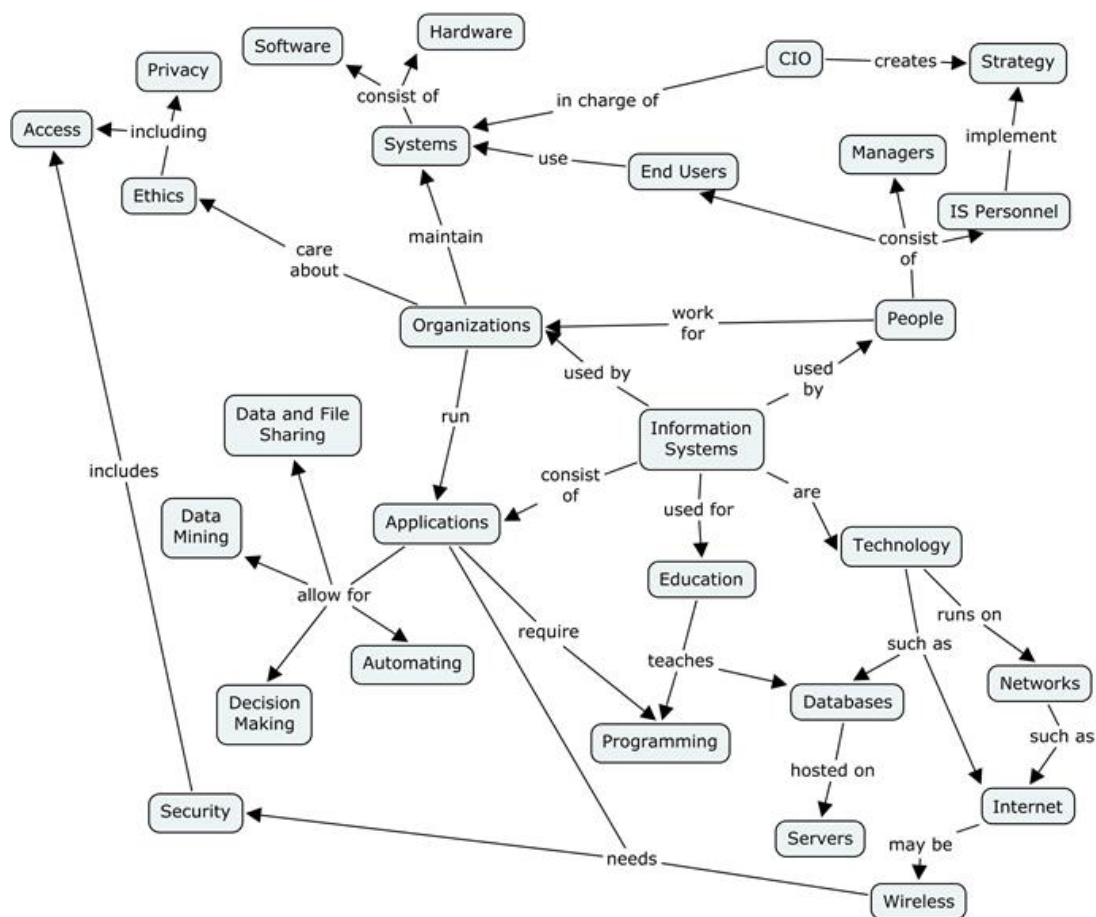 Hardware
Software
CIO
creates
Strategy
Privacy
consist of
in charge of
Access
including
Systems
implement
use
End Users
Managers
Ethics
IS Personnel
maintain
consist
of
care
about
Organizations
work
for
People
used by
used
by
run
Data and File
Sharing
Information
Systems
includes
consist
of
are
Data
Mining
Applications
used for
Technology
Education
allow for
runs on
require
such as
teaches
Automating
Networks
Decision
Making
Databases
Programming
such as
hosted on
Security
Internet
Servers
may be
needs
Wireless